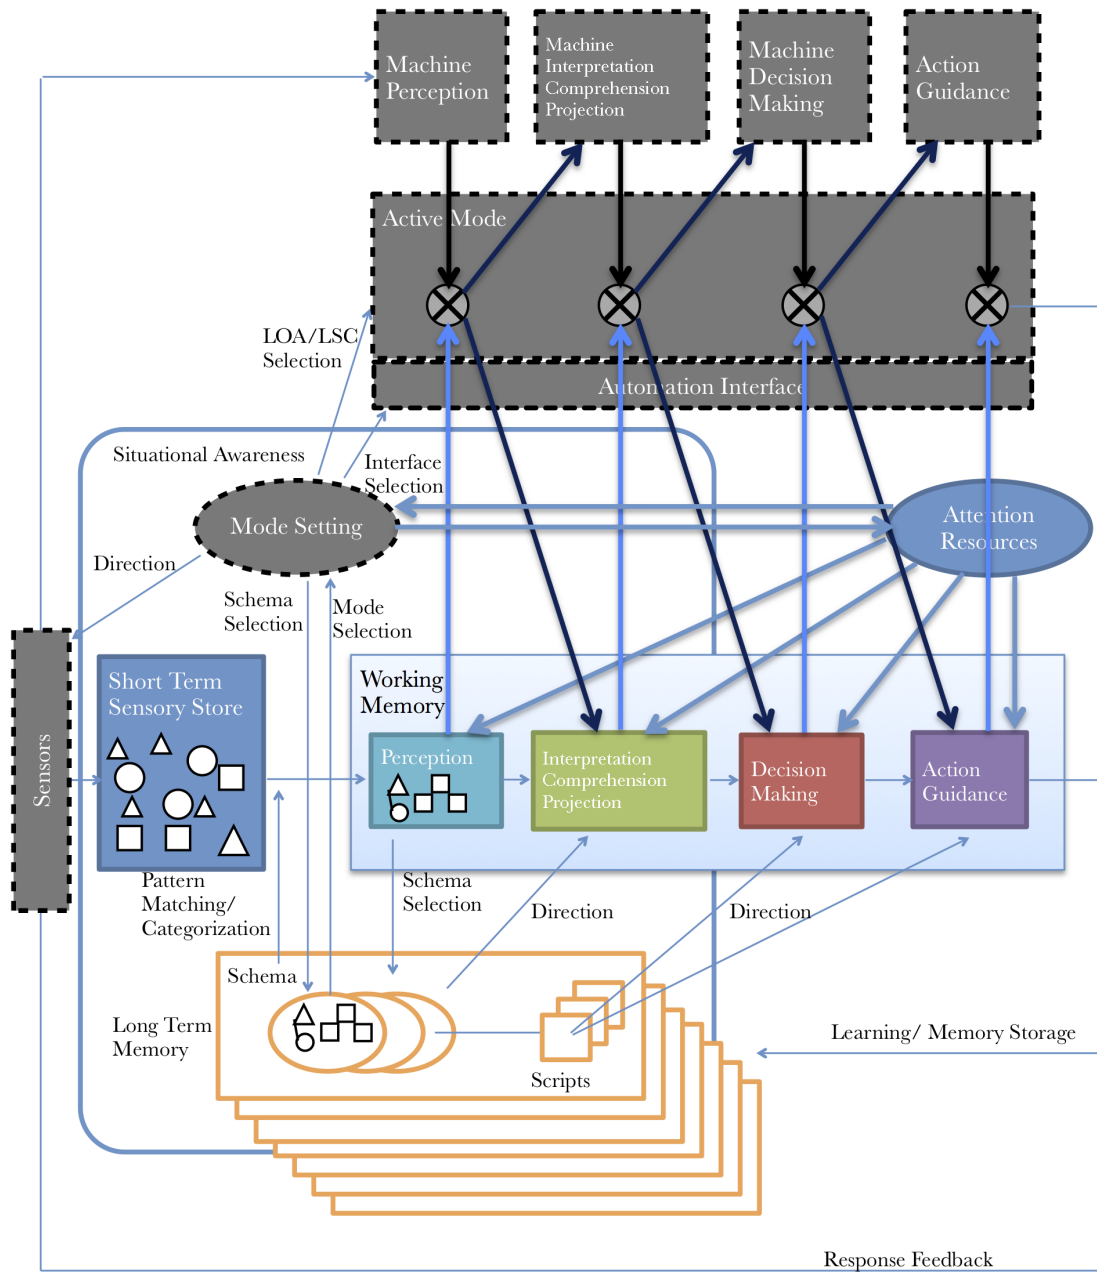 Machine
Perception
Machine
Interpretation
Comprehension
Projection
Machine
Decision
Making
Action
Guidance
Active Mode
LOA/LSC
Selection
Automation Interface
Situational Awareness
Interface
Selection
Mode Setting
Attention
Resources
Direction
Schema
Selection
Mode
Selection
Short Term
Sensory Store
Working
Memory
Sensors
Perception
Interpretation
Comprehension
Projection
Decision
Making
Action
Guidance
Pattern
Matching/
Categorization
Schema
Selection
Direction
Direction
Schema
Long Term
Memory
Scripts
Learning/ Memory Storage
Response Feedback